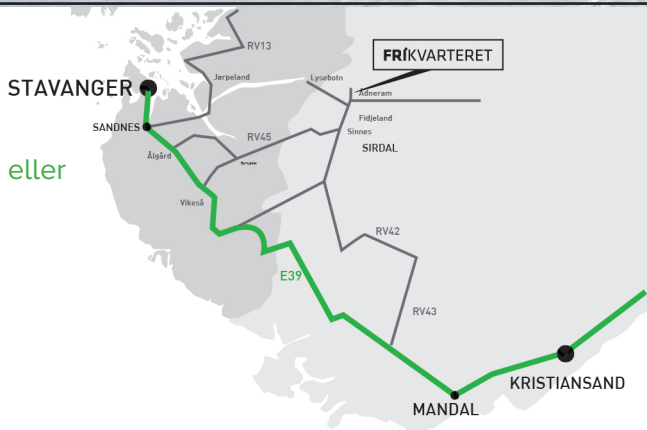 RV13
FRÍKVARTERET
Jørpeland
Lysebotn
STAVANGER
Ådneram
Fidjeland
SANDNES
RV45
Sinnes
SIRDAL
Ålgård
eller
Vikeså
RV42
E39
RV43
KRISTIANSAND
MANDAL